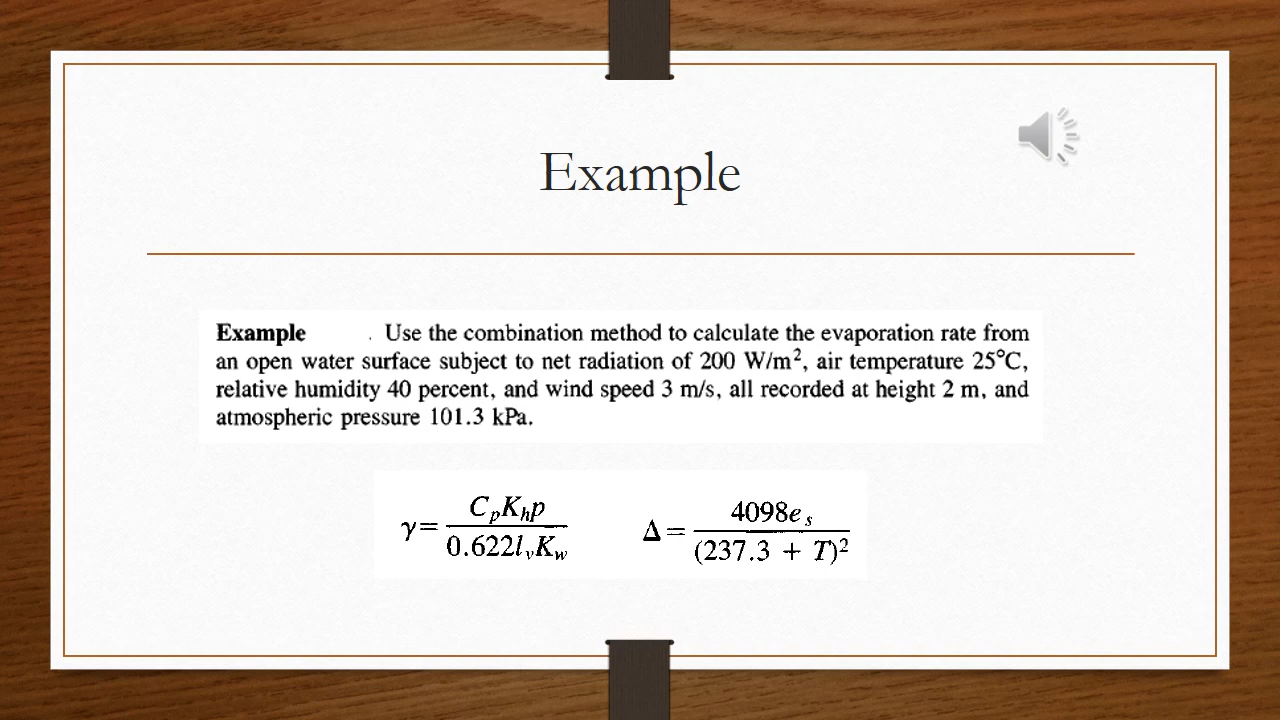 Example
Example . Use the combination method to calculate the evaporation rate from
an open water surface subject to net radiation of 200 W/m², air temperature 25°C,
relative humidity 40 percent, and wind speed 3 m/s, all recorded at height 2 m, and
atmospheric pressure 101.3 kPa.
γ = C_p K_h p / 0.622 l_v K_w
Δ = 4098 e_s / (237.3 + T)²